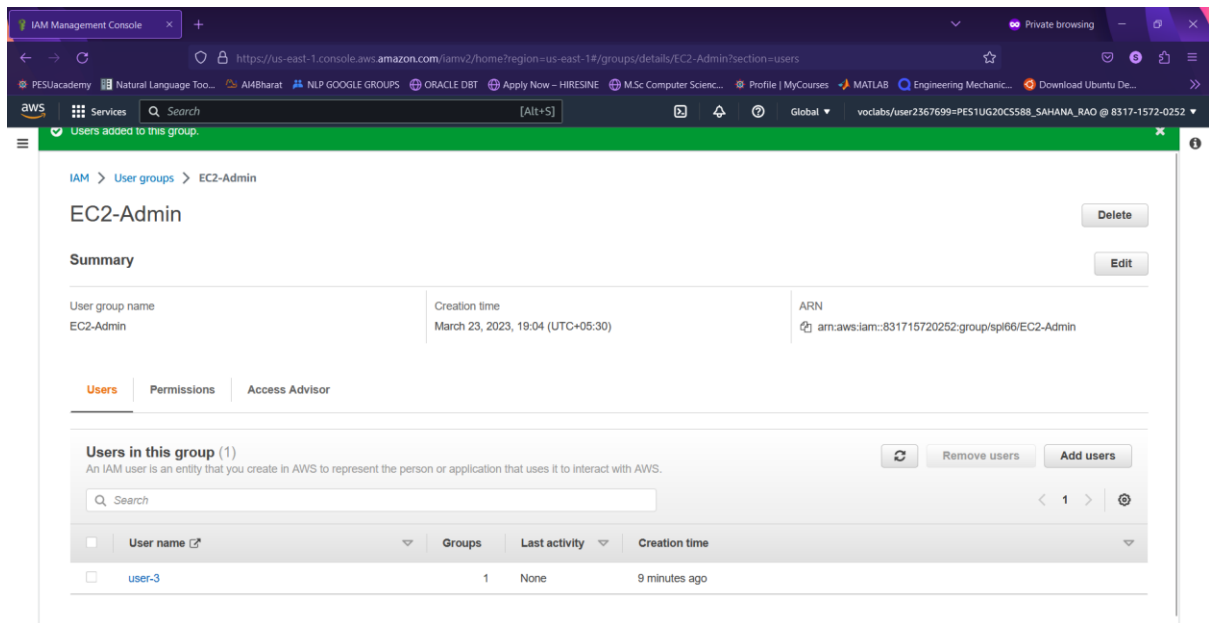 IAM Management Console × +
Private browsing
https://us-east-1.console.aws.amazon.com/iamv2/home?region=us-east-1#/groups/details/EC2-Admin?section=users
PESUacademy Natural Language Too... AI4Bharat NLP GOOGLE GROUPS ORACLE DBT Apply Now – HIRESINE M.Sc Computer Scienc... Profile | MyCourses MATLAB Engineering Mechanic... Download Ubuntu De...
aws Services Search [Alt+S] Global voclabs/user2367699=PES1UG20CS588_SAHANA_RAO @ 8317-1572-0252
Users added to this group.
IAM > User groups > EC2-Admin
EC2-Admin
Delete
Summary
Edit
User group name
EC2-Admin
Creation time
March 23, 2023, 19:04 (UTC+05:30)
ARN
arn:aws:iam::831715720252:group/spl66/EC2-Admin
Users Permissions Access Advisor
Users in this group (1)
An IAM user is an entity that you create in AWS to represent the person or application that uses it to interact with AWS.
Remove users
Add users
Search
1
User name Groups Last activity Creation time
user-3 1 None 9 minutes ago